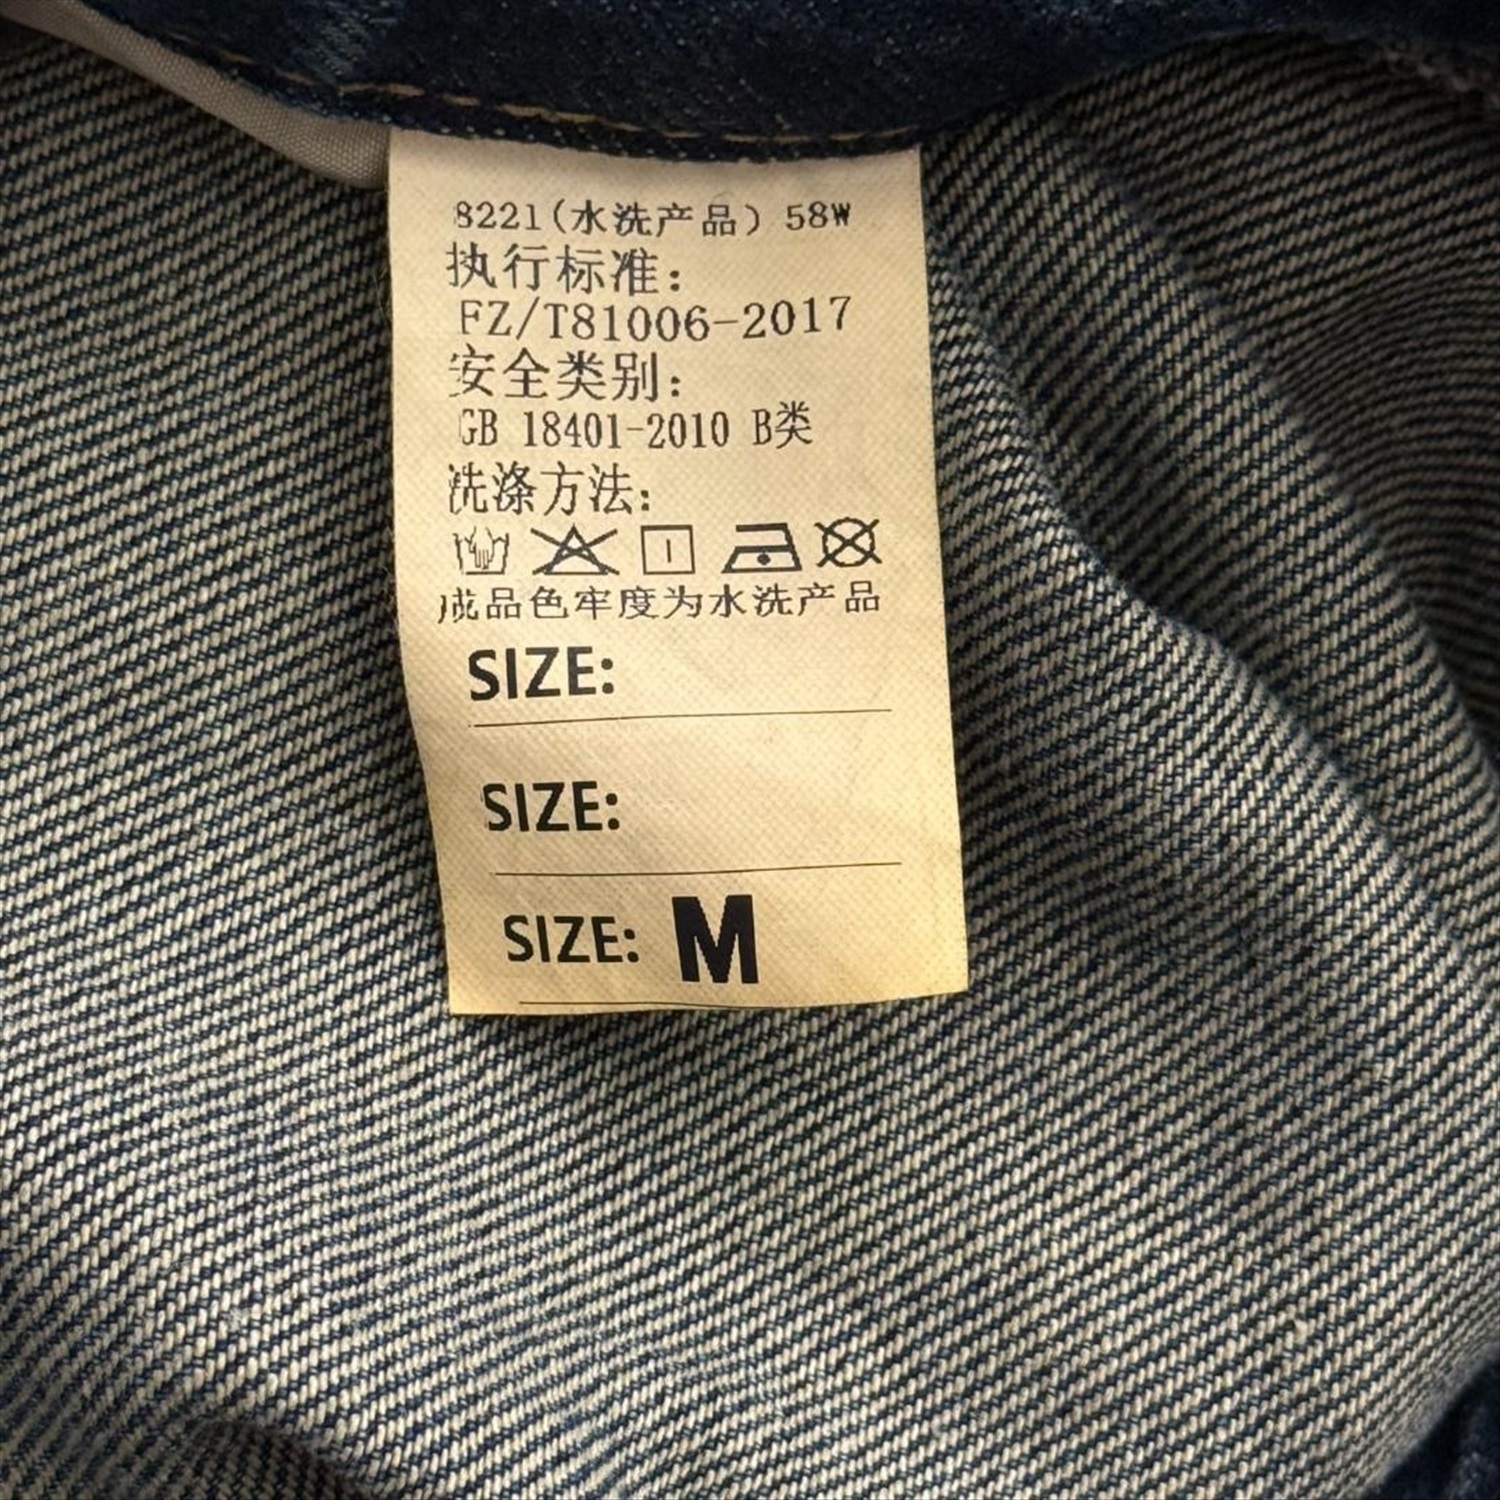 8221(水洗产品) 58W
执行标准:
FZ/T81006-2017
安全类别:
GB 18401-2010 B类
洗涤方法:
成品色牢度为水洗产品
SIZE:
SIZE:
SIZE: M